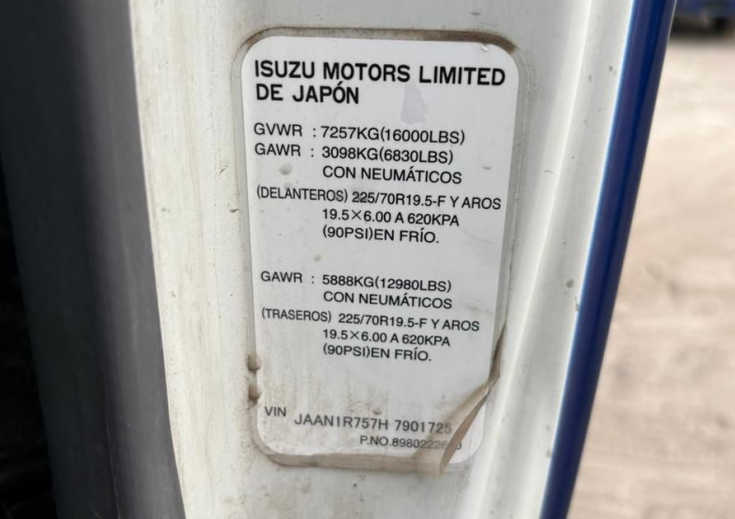 ISUZU MOTORS LIMITED
DE JAPÓN
GVWR : 7257KG(16000LBS)
GAWR : 3098KG(6830LBS)
CON NEUMÁTICOS
(DELANTEROS) 225/70R19.5-F Y AROS
19.5×6.00 A 620KPA
(90PSI)EN FRÍO.
GAWR : 5888KG(12980LBS)
CON NEUMÁTICOS
(TRASEROS) 225/70R19.5-F Y AROS
19.5×6.00 A 620KPA
(90PSI)EN FRÍO.
VIN JAAN1R757H 7901725